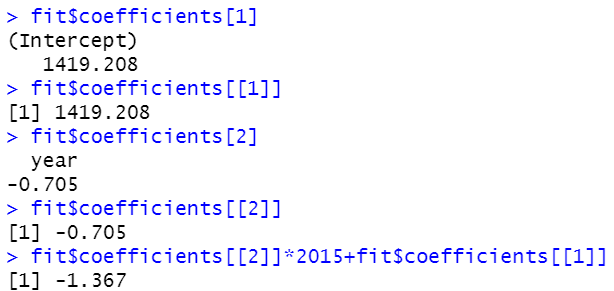 > fit$coefficients[1]
(Intercept)
1419.208
> fit$coefficients[[1]]
[1] 1419.208
> fit$coefficients[2]
year
-0.705
> fit$coefficients[[2]]
[1] -0.705
> fit$coefficients[[2]]*2015+fit$coefficients[[1]]
[1] -1.367